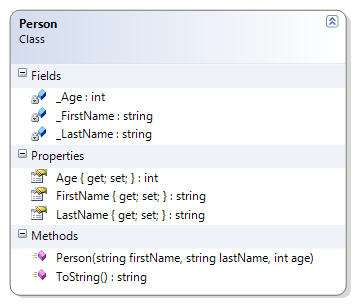 Person
Class
Fields
_Age : int
_FirstName : string
_LastName : string
Properties
Age { get; set; } : int
FirstName { get; set; } : string
LastName { get; set; } : string
Methods
Person(string firstName, string lastName, int age)
ToString() : string